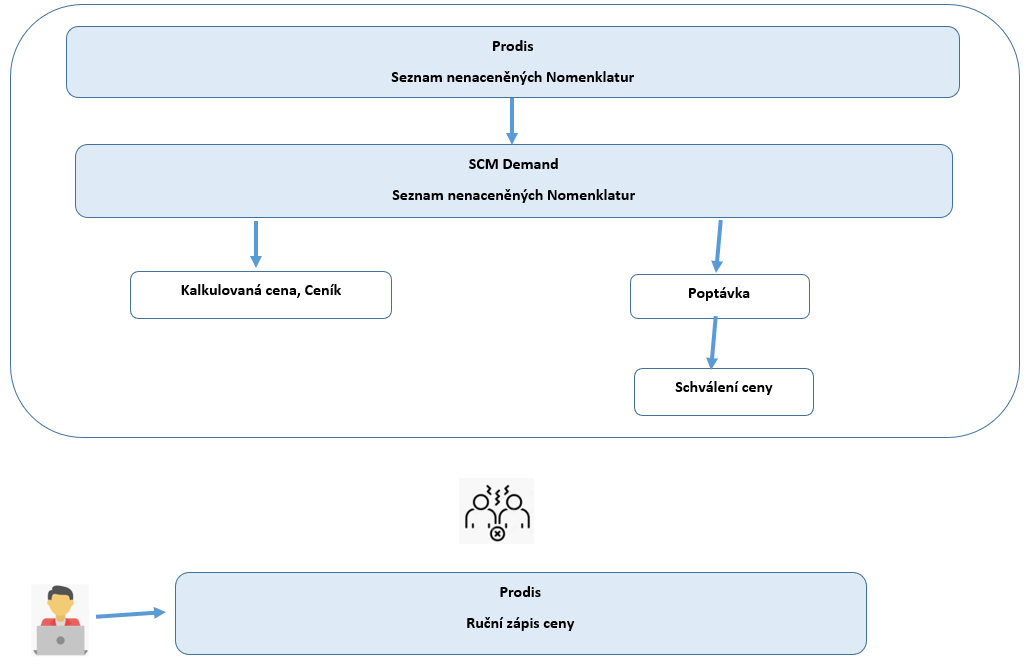 Prodis
Seznam nenaceněných Nomenklatur
SCM Demand
Seznam nenaceněných Nomenklatur
Kalkulovaná cena, Ceník
Poptávka
Schválení ceny
Prodis
Ruční zápis ceny